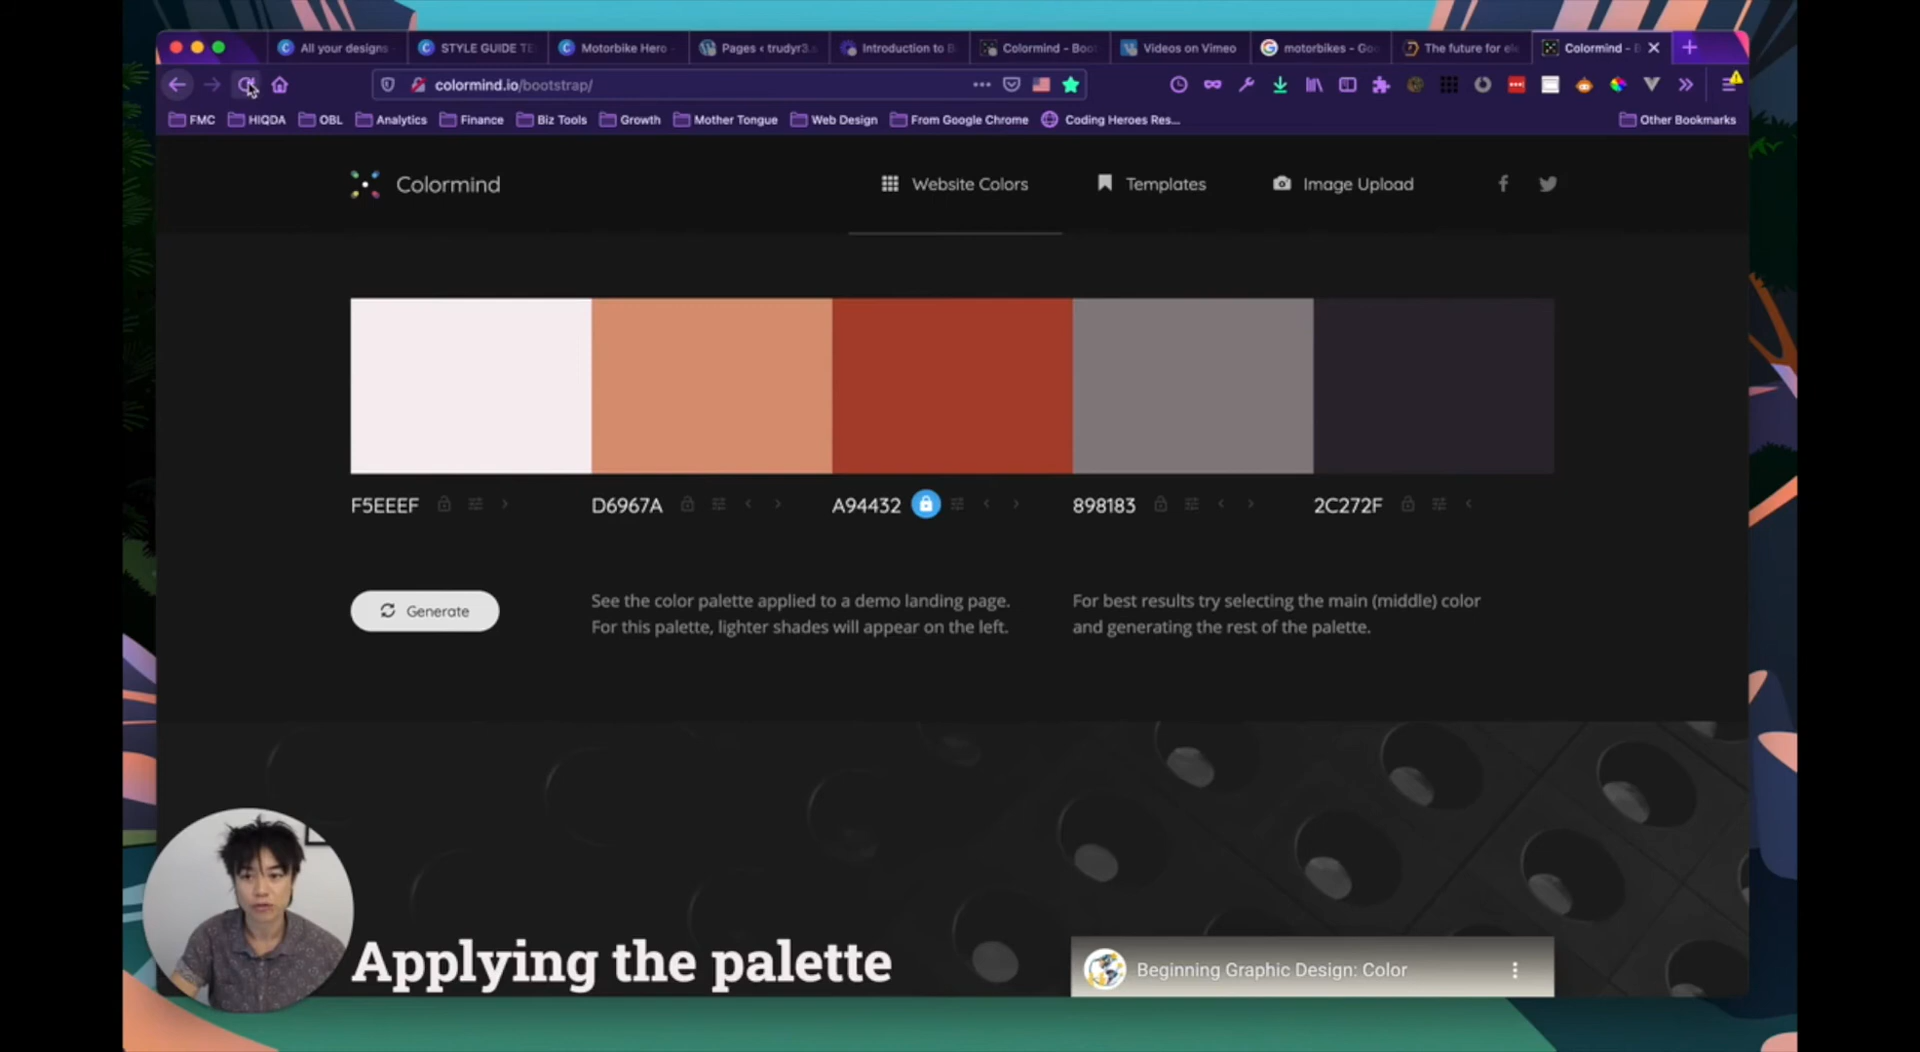 All your designs
STYLE GUIDE TE
Motorbike Hero
Pages ‹ trudyr3.
Introduction to B
Colormind – Boo
Videos on Vimeo
motorbikes - Go
The future for el
Colormind – B
colormind.io/bootstrap/
FMC
HIQDA
OBL
Analytics
Finance
Biz Tools
Growth
Mother Tongue
Web Design
From Google Chrome
Coding Heroes Res...
Other Bookmarks
Colormind
Website Colors
Templates
Image Upload
F5EEEF
D6967A
A94432
898183
2C272F
Generate
See the color palette applied to a demo landing page.
For this palette, lighter shades will appear on the left.
For best results try selecting the main (middle) color
and generating the rest of the palette.
Applying the palette
Beginning Graphic Design: Color